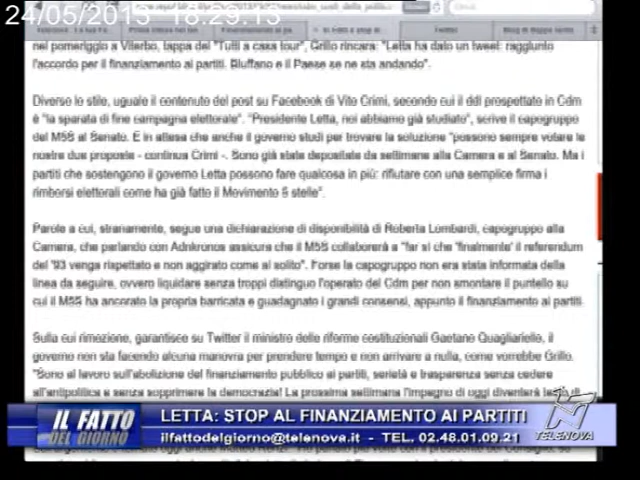 24/05/2013 18:29:13
nel pomeriggio a Viterbo, tappa del "Tutti a casa tour", Grillo rincara: "Letta ha dato un tweet: raggiunto
l'accordo per il finanziamento ai partiti. Bluffano e il Paese se ne sta andando".
Diverso lo stile, uguale il contenuto del post su Facebook di Vito Crimi, secondo cui il ddl prospettato in Cdm
è "la sparata di fine campagna elettorale". "Presidente Letta, noi abbiamo già studiato", scrive il capogruppo
del M5S al Senato. E in attesa che anche il governo studi per trovare la soluzione "possono sempre votare le
nostre due proposte - continua Crimi -. Sono già state depositate da settimane alla Camera e al Senato. Ma i
partiti che sostengono il governo Letta possono fare qualcosa in più: rifiutare con una semplice firma i
rimborsi elettorali come ha già fatto il Movimento 5 stelle".
Parole a cui, stranamente, segue una dichiarazione di disponibilità di Roberta Lombardi, capogruppo alla
Camera, che parlando con Adnkronos assicura che il M5S collaborerà a "far sì che 'finalmente' il referendum
del '93 venga rispettato e non aggirato come al solito". Forse la capogruppo non era stata informata della
linea da seguire, ovvero liquidare senza troppi distinguo l'operato del Cdm per non smontare il puntello su
cui il M5S ha ancorato la propria barricata e guadagnato i grandi consensi, appunto il finanziamento ai partiti
Sulla cui rimozione, garantisce su Twitter il ministro delle riforme costituzionali Gaetano Quagliariello, il
governo non sta facendo alcuna manovra per prendere tempo e non arrivare a nulla, come vorrebbe Grillo.
"Sono al lavoro sull'abolizione del finanziamento pubblico ai partiti, serietà e trasparenza senza cedere
all'antipolitica e senza sopprimere la democrazia! La prossima settimana l'impegno di oggi diventerà
IL FATTO
DEL GIORNO
LETTA: STOP AL FINANZIAMENTO AI PARTITI
ilfattodelgiorno@telenova.it - TEL. 02.48.01.09.21
TELENOVA